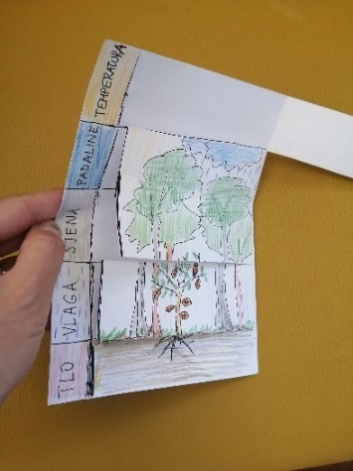 TEMPERATURA
PADALINE
SJENA
VLAGA
TLO